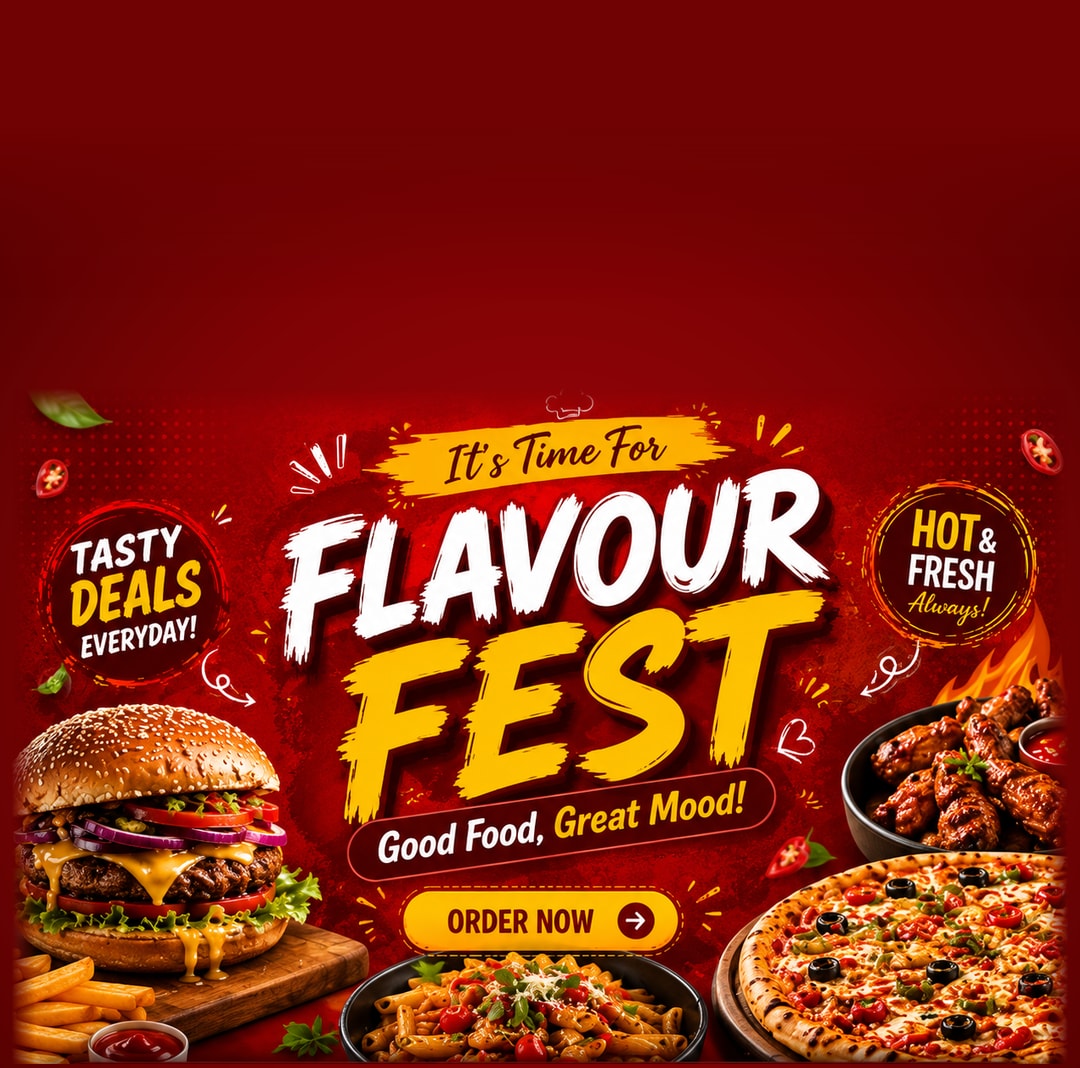 It's Time For
FLAVOUR
FEST
TASTY
DEALS
EVERYDAY!
HOT &
FRESH
Always!
Good Food, Great Mood!
ORDER NOW